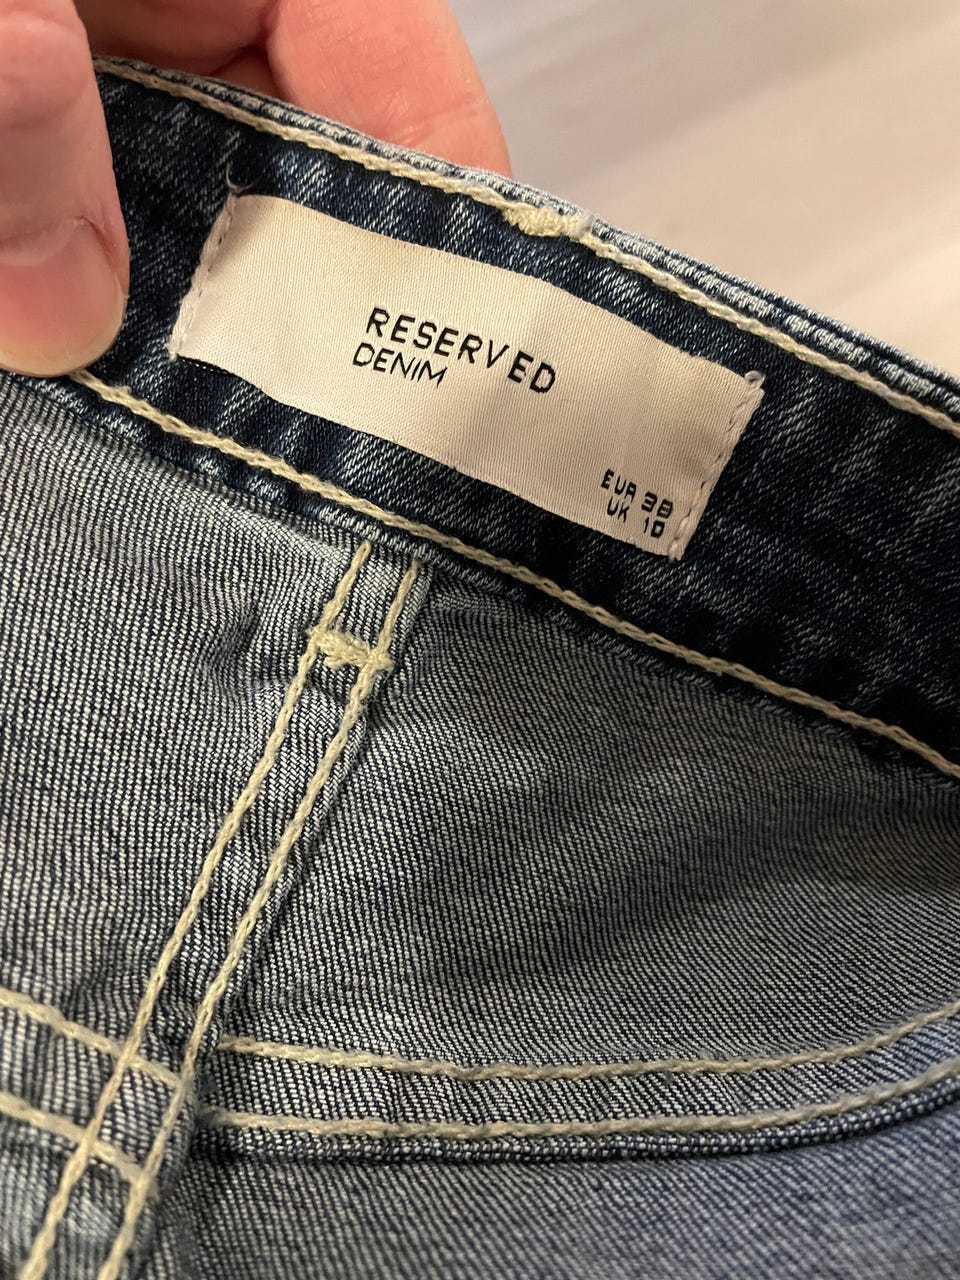 RESERVED
DENIM
EUR 38
UK 10